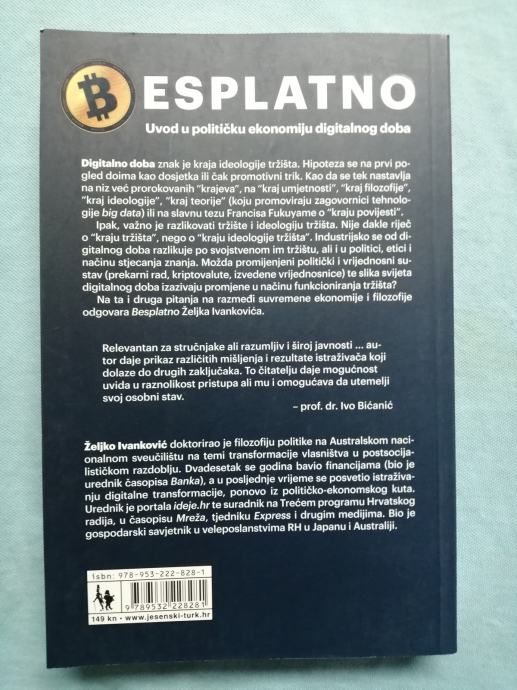 BESPLATNO
Uvod u političku ekonomiju digitalnog doba
Digitalno doba znak je kraja ideologije tržišta. Hipoteza se na prvi po-
gled doima kao dosjetka ili čak promotivni trik. Kao da se tek nastavlja
na niz već prorokovanih "krajeva", na "kraj umjetnosti", "kraj filozofije",
"kraj ideologije", "kraj teorije" (koju promoviraju zagovornici tehnolo-
gije big data) ili na slavnu tezu Francisa Fukuyame o "kraju povijesti".
Ipak, važno je razlikovati tržište i ideologiju tržišta. Nije dakle riječ
o "kraju tržišta", nego o "kraju ideologije tržišta". Industrijsko se od di-
gitalnog doba razlikuje po svojstvenom im tržištu, ali i u politici, etici i
načinu stjecanja znanja. Možda promijenjeni politički i vrijednosni su-
stav (prekarni rad, kriptovalute, izvedene vrijednosnice) te slika svijeta
digitalnog doba izazivaju promjene u načinu funkcioniranja tržišta?
Na ta i druga pitanja na razmeđi suvremene ekonomije i filozofije
odgovara Besplatno Željka Ivankovića.
Relevantan za stručnjake ali razumljiv i široj javnosti ... au-
tor daje prikaz različitih mišljenja i rezultate istraživača koji
dolaze do drugih zaključaka. To čitatelju daje mogućnost
uvida u raznolikost pristupa ali mu i omogućava da utemelji
svoj osobni stav.
– prof. dr. Ivo Bićanić
Željko Ivanković doktorirao je filozofiju politike na Australskom naci-
onalnom sveučilištu na temi transformacije vlasništva u postsocija-
lističkom razdoblju. Dvadesetak se godina bavio financijama (bio je
urednik časopisa Banka), a u posljednje vrijeme se posvetio istraživa-
nju digitalne transformacije, ponovo iz političko-ekonomskog kuta.
Urednik je portala ideje.hr te suradnik na Trećem programu Hrvatskog
radija, u časopisu Mreža, tjedniku Express i drugim medijima. Bio je
gospodarski savjetnik u veleposlanstvima RH u Japanu i Australiji.
isbn: 978-953-222-828-1
9 789532 228281
149 kn • www.jesenski-turk.hr